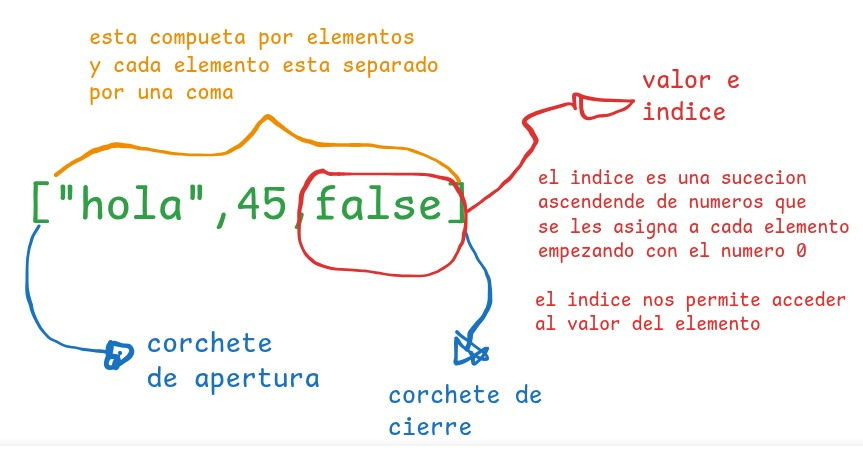 esta compueta por elementos
y cada elemento esta separado
por una coma
valor e
indice
["hola",45,false]
el indice es una sucecion
ascendende de numeros que
se les asigna a cada elemento
empezando con el numero 0
el indice nos permite acceder
al valor del elemento
corchete
de apertura
corchete de
cierre